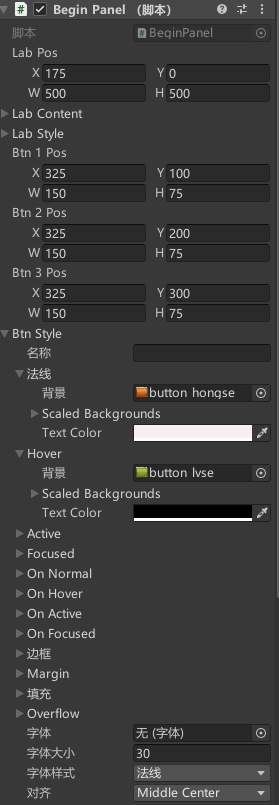 # Begin Panel （脚本）
脚本 # BeginPanel
Lab Pos
X 175 Y 0
W 500 H 500
Lab Content
Lab Style
Btn 1 Pos
X 325 Y 100
W 150 H 75
Btn 2 Pos
X 325 Y 200
W 150 H 75
Btn 3 Pos
X 325 Y 300
W 150 H 75
Btn Style
名称
法线
背景 button_hongse
Scaled Backgrounds
Text Color
Hover
背景 button_lvse
Scaled Backgrounds
Text Color
Active
Focused
On Normal
On Hover
On Active
On Focused
边框
Margin
填充
Overflow
字体 无 (字体)
字体大小 30
字体样式 法线
对齐 Middle Center